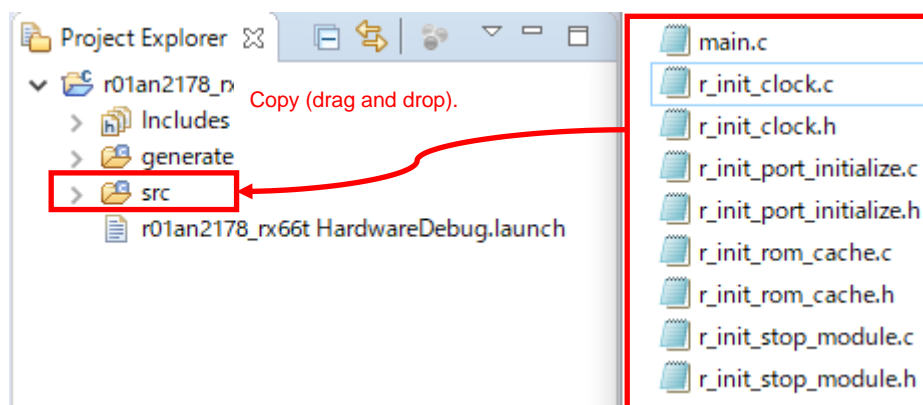 Project Explorer
r01an2178_rx
Copy (drag and drop).
Includes
generate
src
r01an2178_rx66t HardwareDebug.launch
main.c
r_init_clock.c
r_init_clock.h
r_init_port_initialize.c
r_init_port_initialize.h
r_init_rom_cache.c
r_init_rom_cache.h
r_init_stop_module.c
r_init_stop_module.h